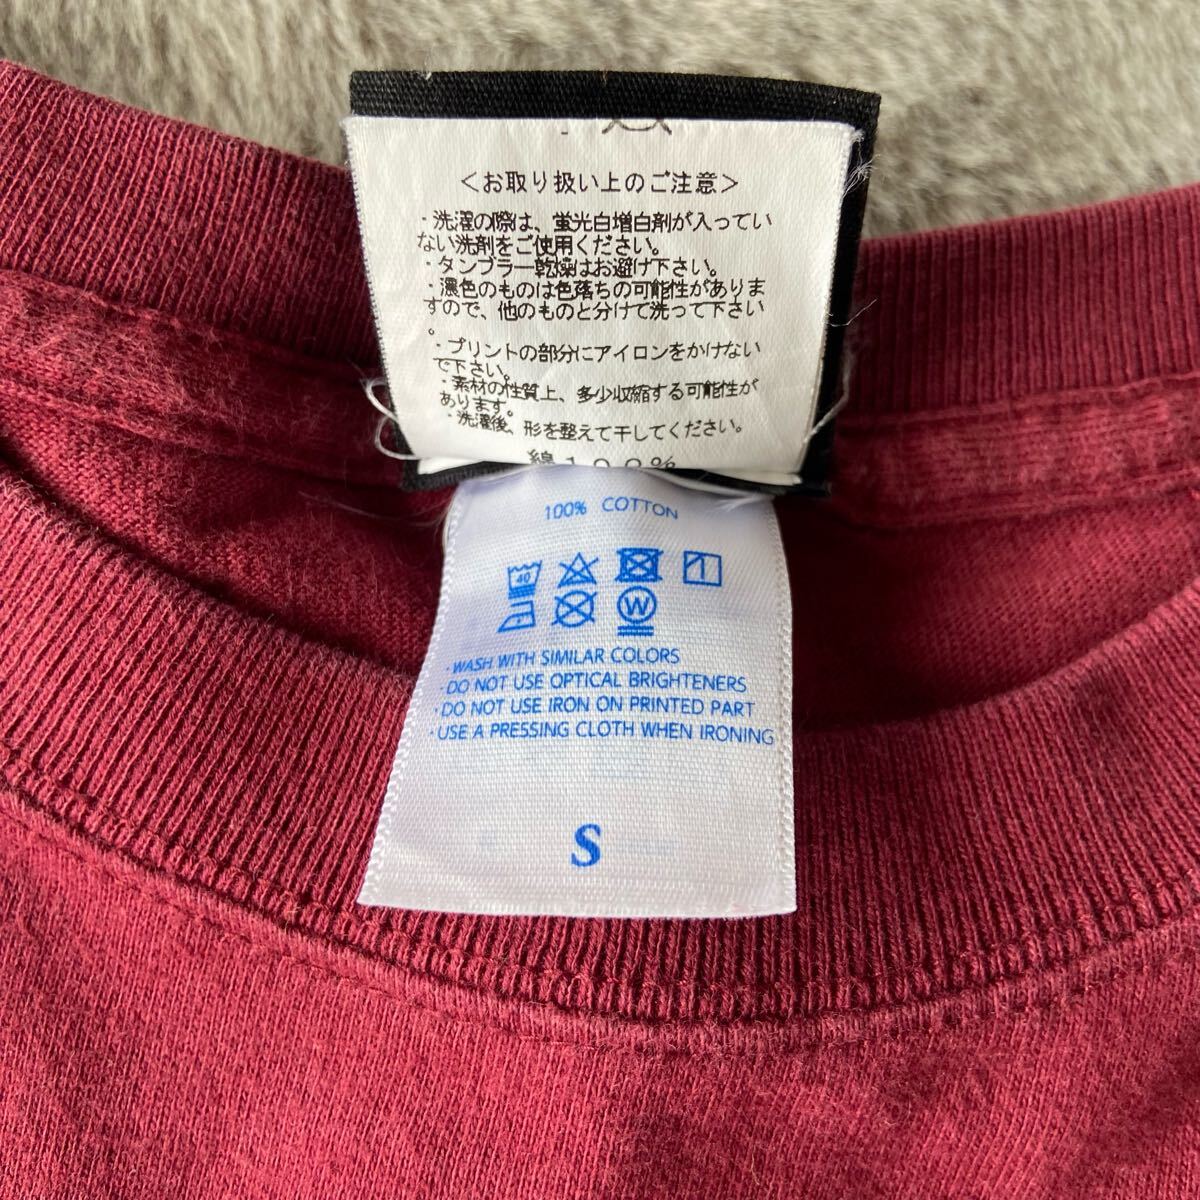 <お取り扱い上のご注意>
・洗濯の際は、蛍光白増白剤が入ってい
ない洗剤をご使用ください。
・タンブラー乾燥はお避け下さい。
・濃色のものは色落ちの可能性がありま
すので、他のものと分けて洗って下さい
。
・プリントの部分にアイロンをかけない
で下さい。
・素材の性質上、多少収縮する可能性が
あります。
・洗濯後、形を整えて干してください。
綿100%
100% COTTON
40
W
・WASH WITH SIMILAR COLORS
・DO NOT USE OPTICAL BRIGHTENERS
・DO NOT USE IRON ON PRINTED PART
・USE A PRESSING CLOTH WHEN IRONING
S